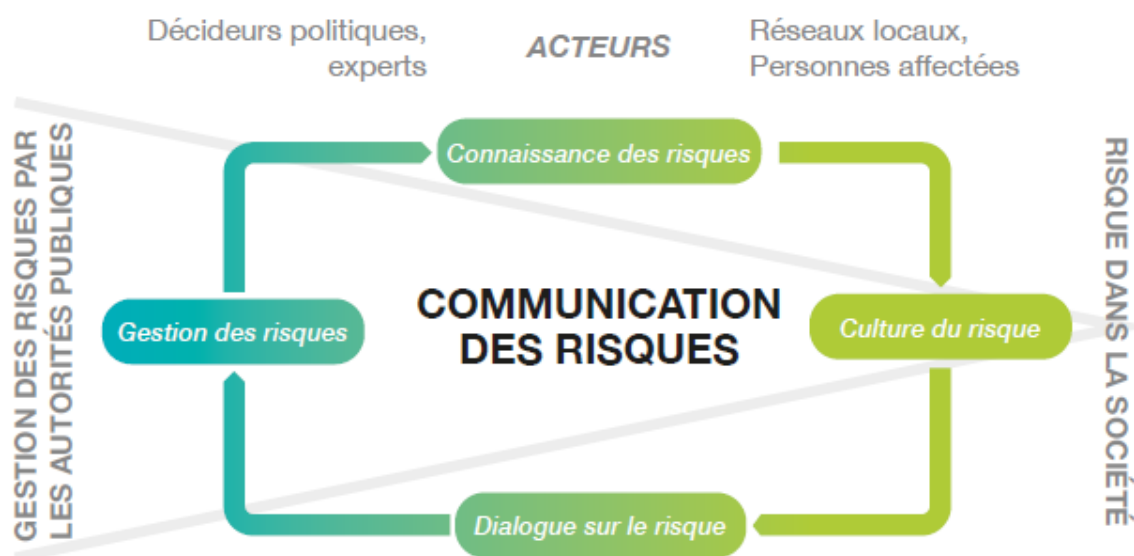 Décideurs politiques,
experts
ACTEURS
Réseaux locaux,
Personnes affectées
GESTION DES RISQUES PAR
LES AUTORITÉS PUBLIQUES
Connaissance des risques
Gestion des risques
COMMUNICATION
DES RISQUES
Culture du risque
Dialogue sur le risque
RISQUE DANS LA SOCIÉTÉ